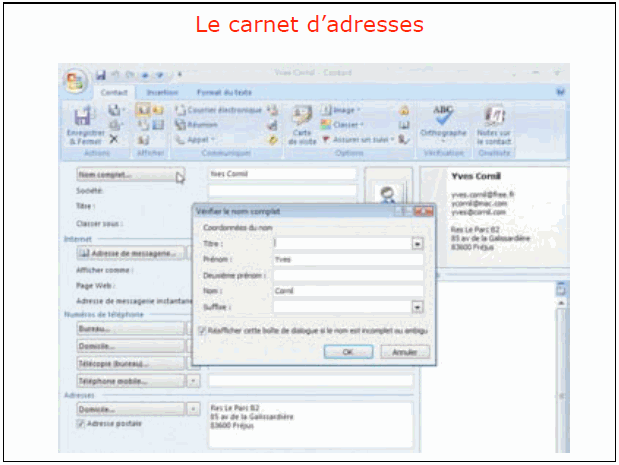 Le carnet d'adresses
Yves Cornil - Contact
Contact Insertion Format du texte
Enregistrer & Fermer
Courrier électronique
Réunion
Appel
Carte de visite
Image
Classer
Assurer un suivi
ABC
Orthographe
Notes sur le contact
Actions Afficher Communiquer Options Vérification OneNote
Nom complet... Yves Cornil
Société:
Titre :
Classer sous :
Internet
Adresse de messagerie...
Afficher comme :
Page Web :
Adresse de messagerie instantane
Numéros de téléphone
Bureau...
Domicile...
Télécopie (bureau)...
Téléphone mobile...
Adresses
Domicile...
Adresse postale
Res Le Parc B2
85 av de la Galissardière
83600 Fréjus
Vérifier le nom complet
Coordonnées du nom
Titre :
Prénom : Yves
Deuxième prénom :
Nom : Cornil
Suffixe :
Réafficher cette boîte de dialogue si le nom est incomplet ou ambigu
OK Annuler
Yves Cornil
yves.cornil@free.fr
ycornil@mac.com
yves@cornil.com
Res Le Parc B2
85 av de la Galissardière
83600 Fréjus